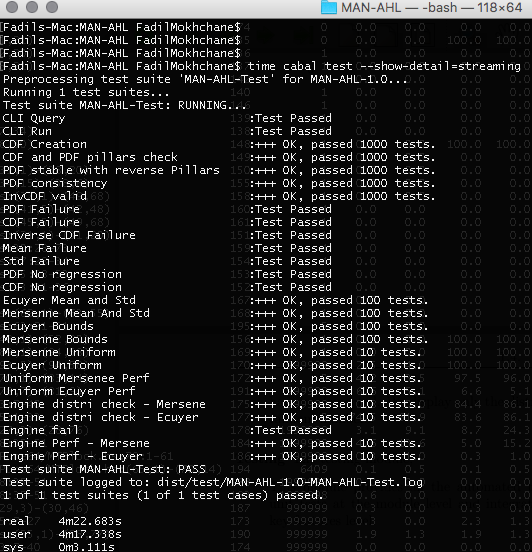 MAN-AHL — -bash — 118×64
[Fadils-Mac:MAN-AHL FadilMokhchane$
[Fadils-Mac:MAN-AHL FadilMokhchane$
[Fadils-Mac:MAN-AHL FadilMokhchane$
[Fadils-Mac:MAN-AHL FadilMokhchane$ time cabal test --show-detail=streaming
Preprocessing test suite 'MAN-AHL-Test' for MAN-AHL-1.0...
Running 1 test suites...
Test suite MAN-AHL-Test: RUNNING...
CLI Query :Test Passed
CLI Run :Test Passed
CDF Creation :+++ OK, passed 1000 tests.
CDF and PDF pillars check :+++ OK, passed 1000 tests.
PDF stable with reverse Pillars :+++ OK, passed 1000 tests.
PDF consistency :+++ OK, passed 1000 tests.
InvCDF valid :+++ OK, passed 1000 tests.
PDF Failure :Test Passed
CDF Failure :Test Passed
Inverse CDF Failure :Test Passed
Mean Failure :Test Passed
Std Failure :Test Passed
PDF No regression :Test Passed
CDF No regression :Test Passed
Ecuyer Mean and Std :+++ OK, passed 100 tests.
Mersenne Mean And Std :+++ OK, passed 100 tests.
Ecuyer Bounds :+++ OK, passed 100 tests.
Mersenne Bounds :+++ OK, passed 100 tests.
Mersenne Uniform :+++ OK, passed 10 tests.
Ecuyer Uniform :+++ OK, passed 10 tests.
Uniform Mersenee Perf :+++ OK, passed 10 tests.
Uniform Ecuyer Perf :+++ OK, passed 10 tests.
Engine distri check - Mersene :+++ OK, passed 10 tests.
Engine distri check - Ecuyer :+++ OK, passed 10 tests.
Engine fail :Test Passed
Engine Perf - Mersene :+++ OK, passed 10 tests.
Engine Perf - Ecuyer :+++ OK, passed 10 tests.
Test suite MAN-AHL-Test: PASS
Test suite logged to: dist/test/MAN-AHL-1.0-MAN-AHL-Test.log
1 of 1 test suites (1 of 1 test cases) passed.
real 4m22.683s
user 4m17.338s
sys 0m3.111s